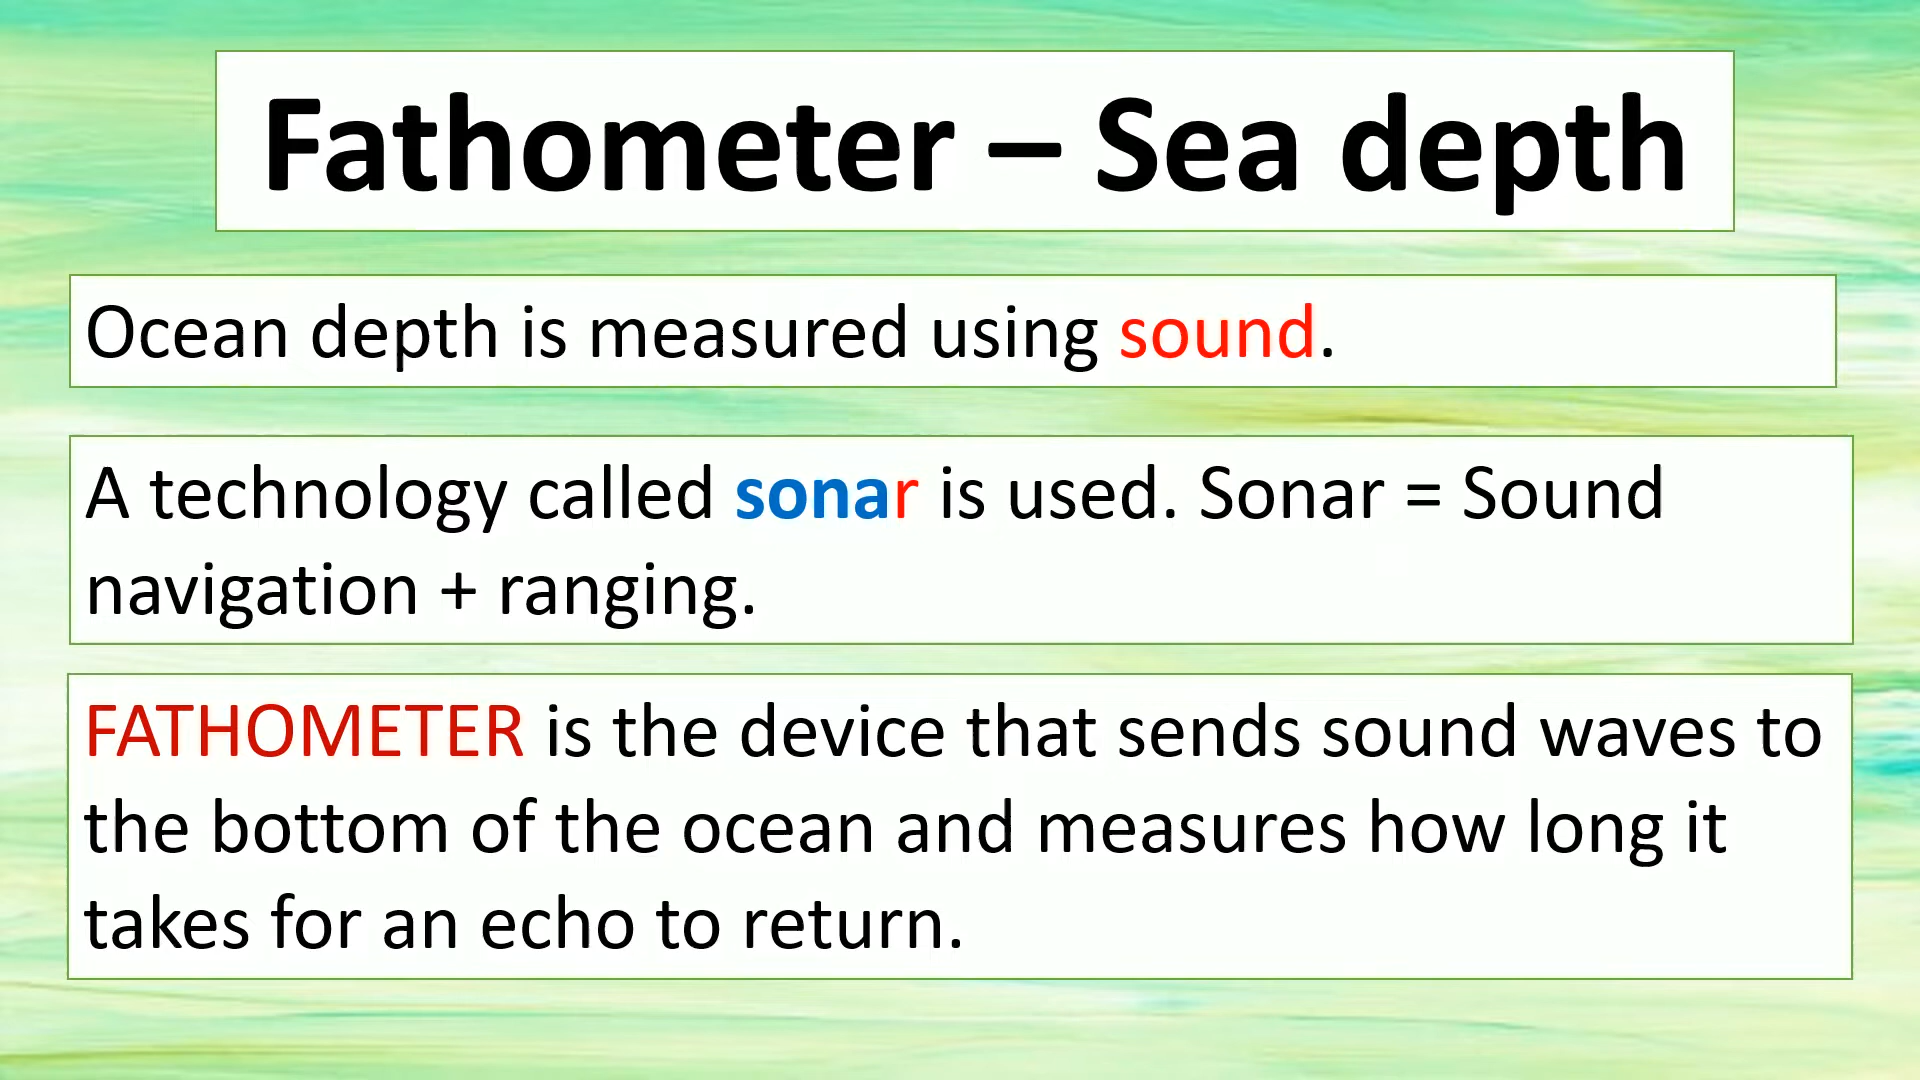 Fathometer – Sea depth
Ocean depth is measured using sound.
A technology called sonar is used. Sonar = Sound
navigation + ranging.
FATHOMETER is the device that sends sound waves to
the bottom of the ocean and measures how long it
takes for an echo to return.